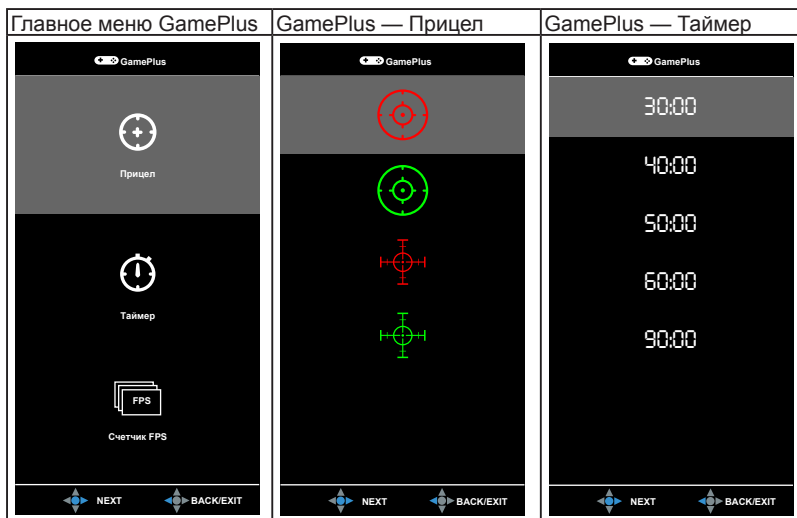 Главное меню GamePlus
GamePlus — Прицел
GamePlus — Таймер
GamePlus
Прицел
Таймер
FPS
Счетчик FPS
NEXT BACK/EXIT
GamePlus
NEXT BACK/EXIT
GamePlus
30:00
40:00
50:00
60:00
90:00
NEXT BACK/EXIT